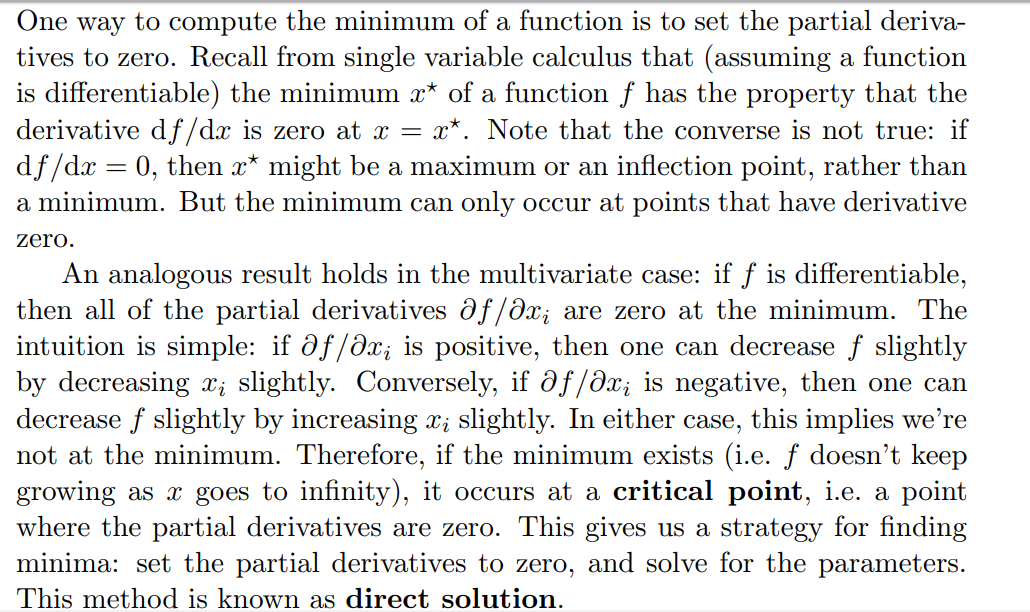 One way to compute the minimum of a function is to set the partial deriva-
tives to zero. Recall from single variable calculus that (assuming a function
is differentiable) the minimum x⋆ of a function f has the property that the
derivative df/dx is zero at x = x⋆. Note that the converse is not true: if
df/dx = 0, then x⋆ might be a maximum or an inflection point, rather than
a minimum. But the minimum can only occur at points that have derivative
zero.
An analogous result holds in the multivariate case: if f is differentiable,
then all of the partial derivatives ∂f/∂xᵢ are zero at the minimum. The
intuition is simple: if ∂f/∂xᵢ is positive, then one can decrease f slightly
by decreasing xᵢ slightly. Conversely, if ∂f/∂xᵢ is negative, then one can
decrease f slightly by increasing xᵢ slightly. In either case, this implies we're
not at the minimum. Therefore, if the minimum exists (i.e. f doesn't keep
growing as x goes to infinity), it occurs at a critical point, i.e. a point
where the partial derivatives are zero. This gives us a strategy for finding
minima: set the partial derivatives to zero, and solve for the parameters.
This method is known as direct solution.